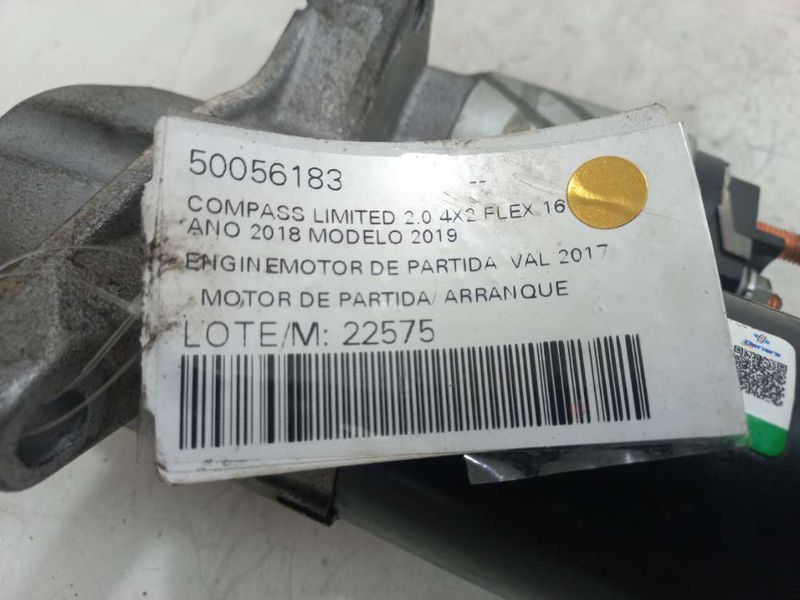 50056183 --
COMPASS LIMITED 2.0 4X2 FLEX 16
ANO 2018 MODELO 2019
ENGINEMOTOR DE PARTIDA VAL 2017
MOTOR DE PARTIDA/ ARRANQUE
LOTE/M: 22575